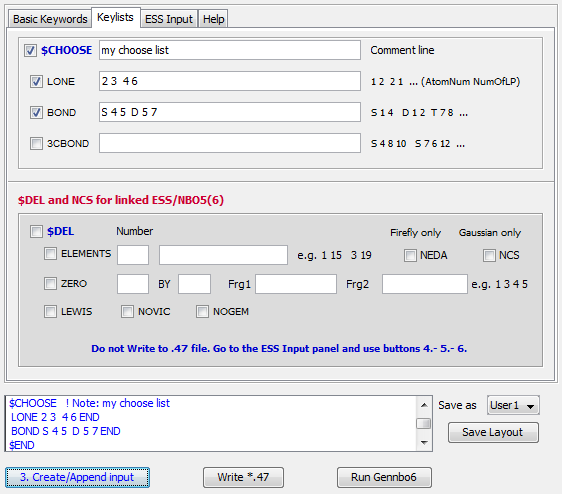 Basic Keywords Keylists ESS Input Help
$CHOOSE my choose list Comment line
LONE 2 3 4 6 1 2 2 1 ... (AtomNum NumOfLP)
BOND S 4 5 D 5 7 S 1 4 D 1 2 T 7 8 ...
3CBOND S 4 8 10 S 7 6 12 ...
$DEL and NCS for linked ESS/NBO5(6)
$DEL Number Firefly only Gaussian only
ELEMENTS e.g. 1 15 3 19 NEDA NCS
ZERO BY Frg1 Frg2 e.g. 1 3 4 5
LEWIS NOVIC NOGEM
Do not Write to .47 file. Go to the ESS Input panel and use buttons 4.- 5.- 6.
$CHOOSE ! Note: my choose list
LONE 2 3 4 6 END
BOND S 4 5 D 5 7 END
$END
Save as User1
Save Layout
3. Create/Append input Write *.47 Run Gennbo6